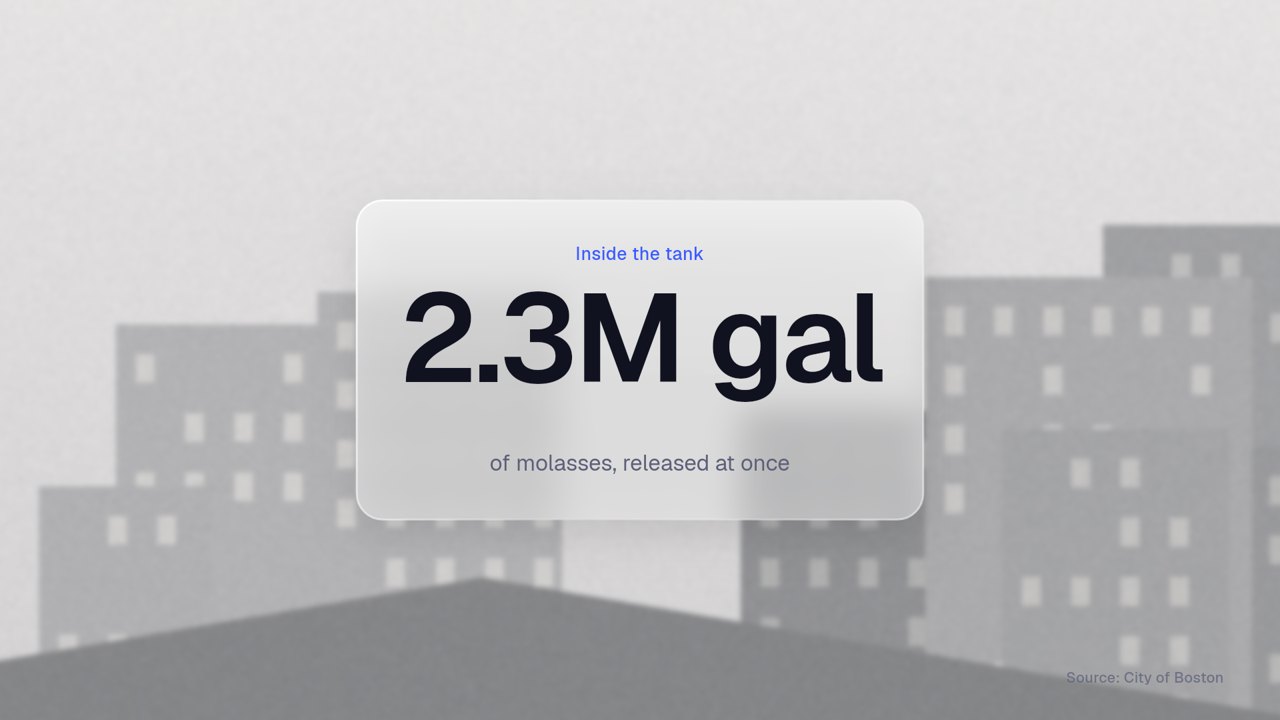 Inside the tank
2.3M gal
of molasses, released at once
Source: City of Boston